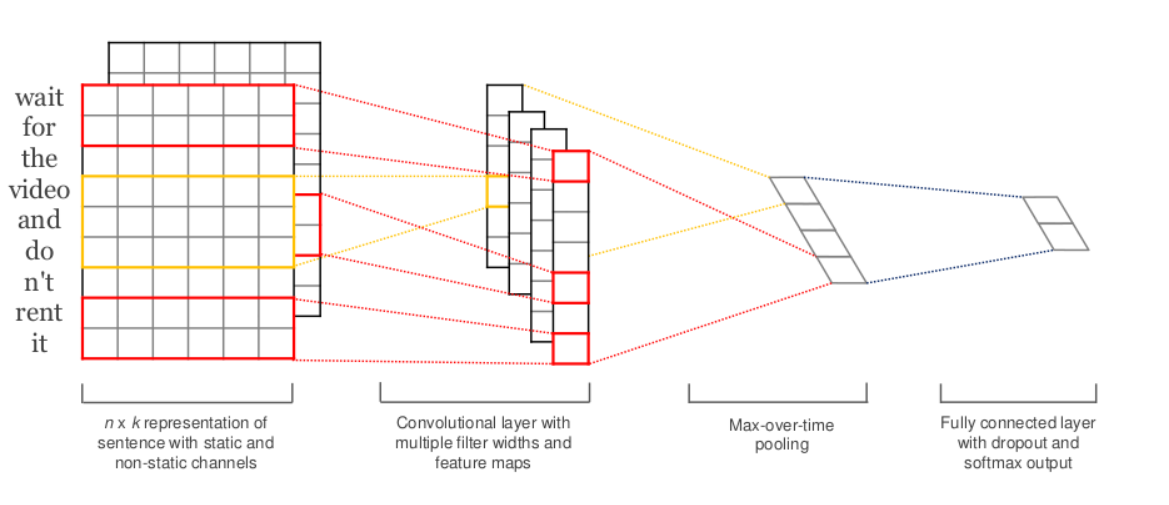 wait
for
the
video
and
do
n't
rent
it
n x k representation of
sentence with static and
non-static channels
Convolutional layer with
multiple filter widths and
feature maps
Max-over-time
pooling
Fully connected layer
with dropout and
softmax output